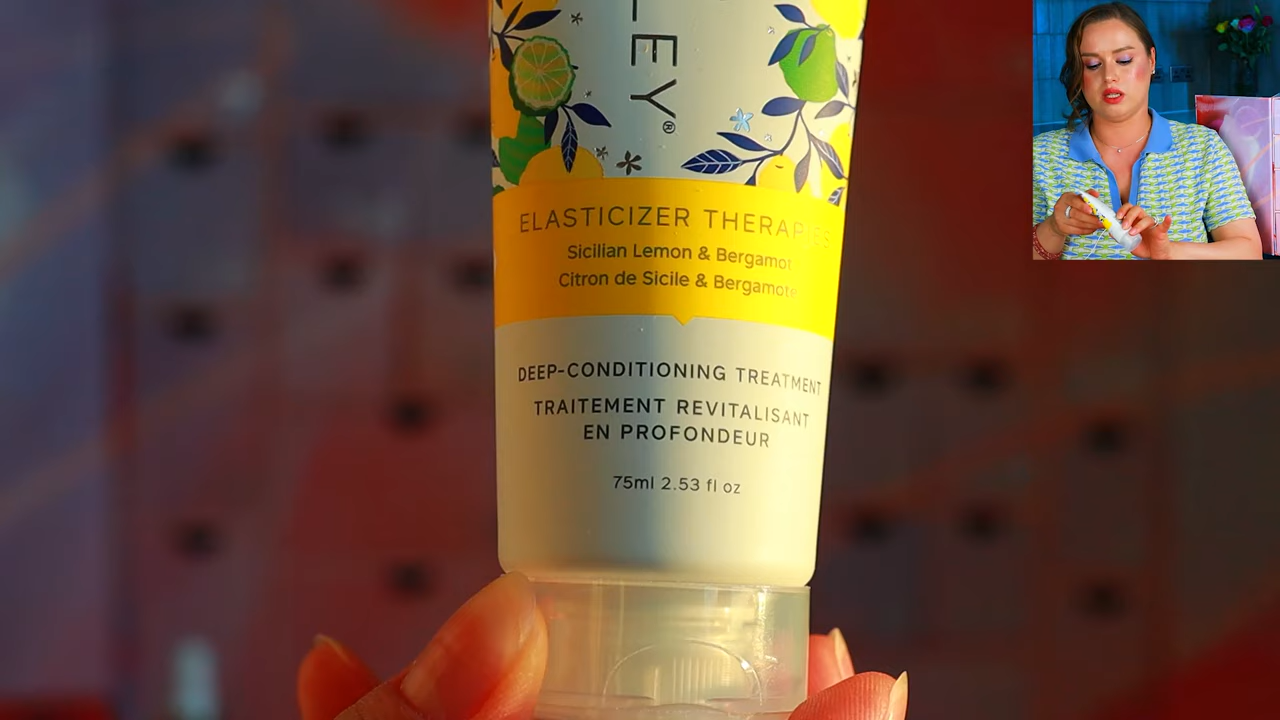 LEY®
ELASTICIZER THERAPIES
Sicilian Lemon & Bergamot
Citron de Sicile & Bergamote
DEEP-CONDITIONING TREATMENT
TRAITEMENT REVITALISANT
EN PROFONDEUR
75ml 2.53 fl oz